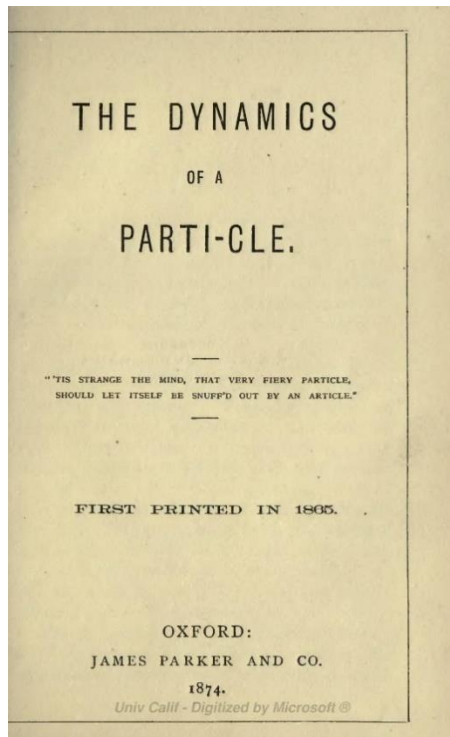 THE DYNAMICS
OF A
PARTI-CLE.
"'TIS STRANGE THE MIND, THAT VERY FIERY PARTICLE,
SHOULD LET ITSELF BE SNUFF'D OUT BY AN ARTICLE."
FIRST PRINTED IN 1865.
OXFORD:
JAMES PARKER AND CO.
1874.
Univ Calif - Digitized by Microsoft ®